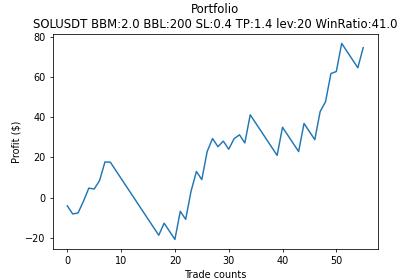 Portfolio
SOLUSDT BBM:2.0 BBL:200 SL:0.4 TP:1.4 lev:20 WinRatio:41.0
80
60
40
20
0
−20
Profit ($)
0 10 20 30 40 50
Trade counts